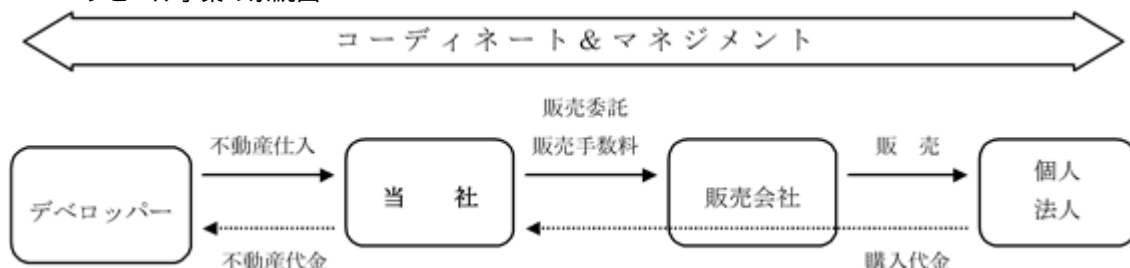 コーディネート&マネジメント
販売委託
不動産仕入
販売手数料
販 売
デベロッパー
当 社
販売会社
個人
法人
不動産代金
購入代金